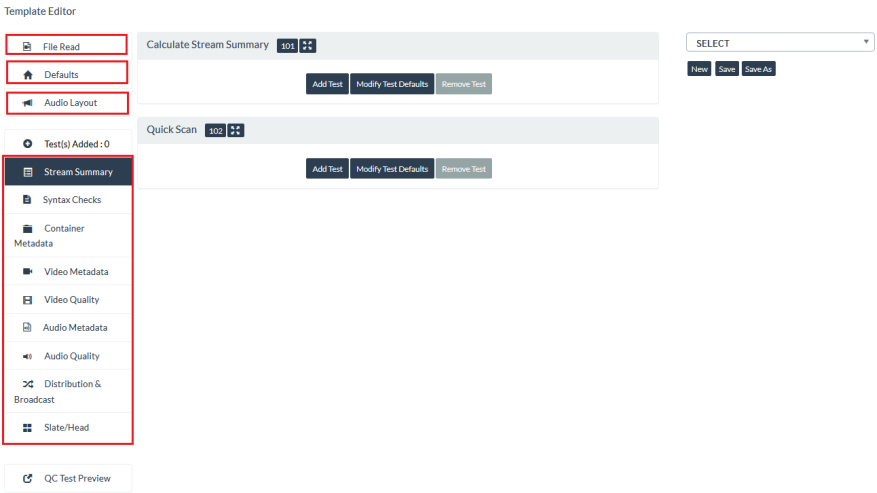 Template Editor
File Read
Defaults
Audio Layout
Test(s) Added : 0
Stream Summary
Syntax Checks
Container
Metadata
Video Metadata
Video Quality
Audio Metadata
Audio Quality
Distribution &
Broadcast
Slate/Head
QC Test Preview
Calculate Stream Summary 101
Add Test Modify Test Defaults Remove Test
Quick Scan 102
Add Test Modify Test Defaults Remove Test
SELECT
New Save Save As